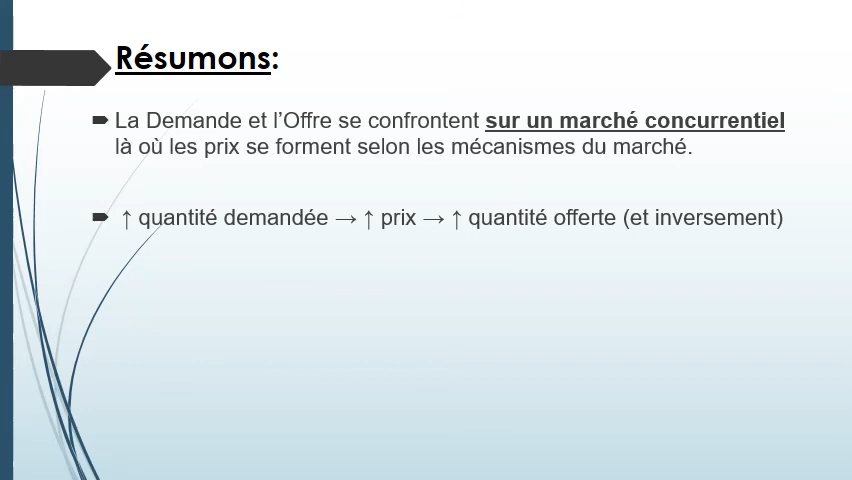 Résumons:
La Demande et l’Offre se confrontent sur un marché concurrentiel
là où les prix se forment selon les mécanismes du marché.
↑ quantité demandée → ↑ prix → ↑ quantité offerte (et inversement)